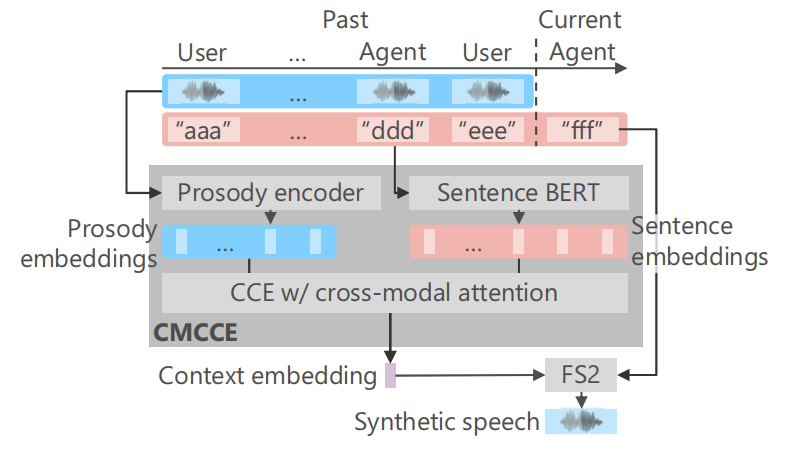 Past
Current
User ... Agent User Agent
...
“aaa” ... “ddd” “eee” “fff”
Prosody encoder
Sentence BERT
Prosody
embeddings
...
...
Sentence
embeddings
CCE w/ cross-modal attention
CMCCE
Context embedding
FS2
Synthetic speech